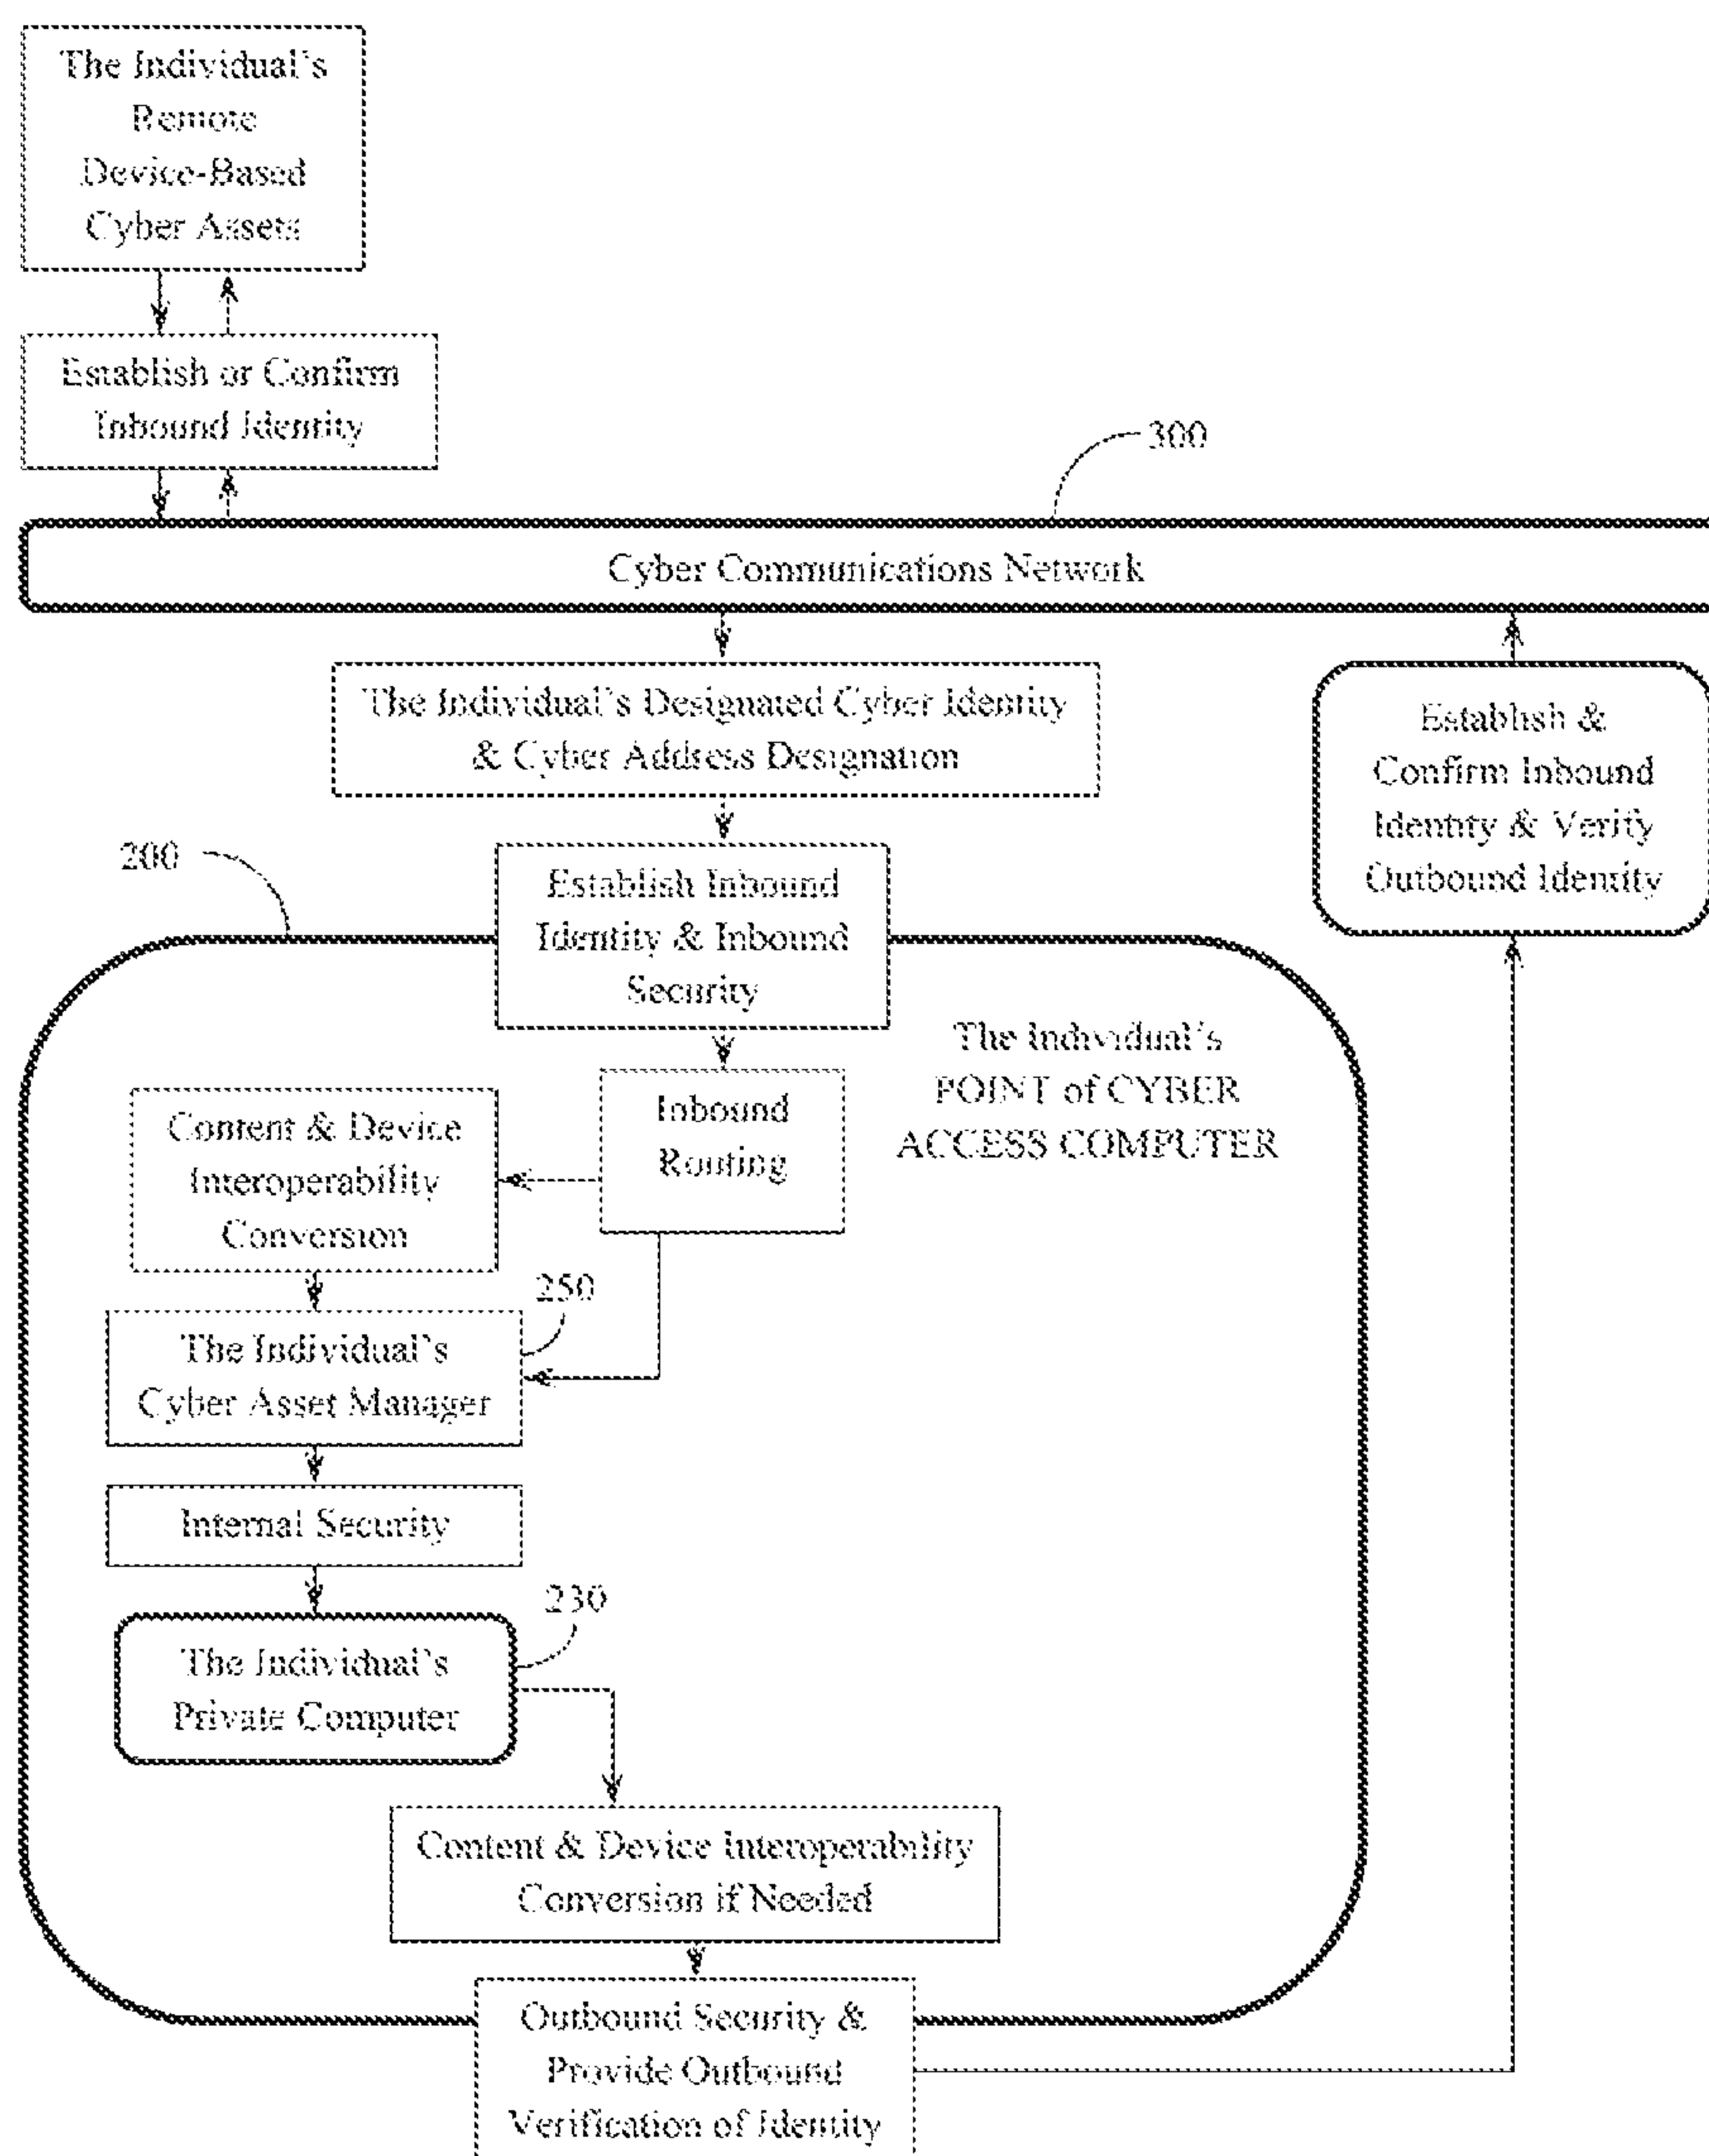 The Individual's
Remote
Device-Based
Cyber Assets
Establish or Confirm
Inbound Identity
300
Cyber Communications Network
The Individual's Designated Cyber Identity
& Cyber Address Designation
Establish &
Confirm Inbound
Identity & Verify
Outbound Identity
200
Establish Inbound
Identity & Inbound
Security
The Individual's
POINT of CYBER
ACCESS COMPUTER
Inbound
Routing
Content & Device
Interoperability
Conversion
250
The Individual's
Cyber Asset Manager
Internal Security
230
The Individual's
Private Computer
Content & Device Interoperability
Conversion if Needed
Outbound Security &
Provide Outbound
Verification of Identity